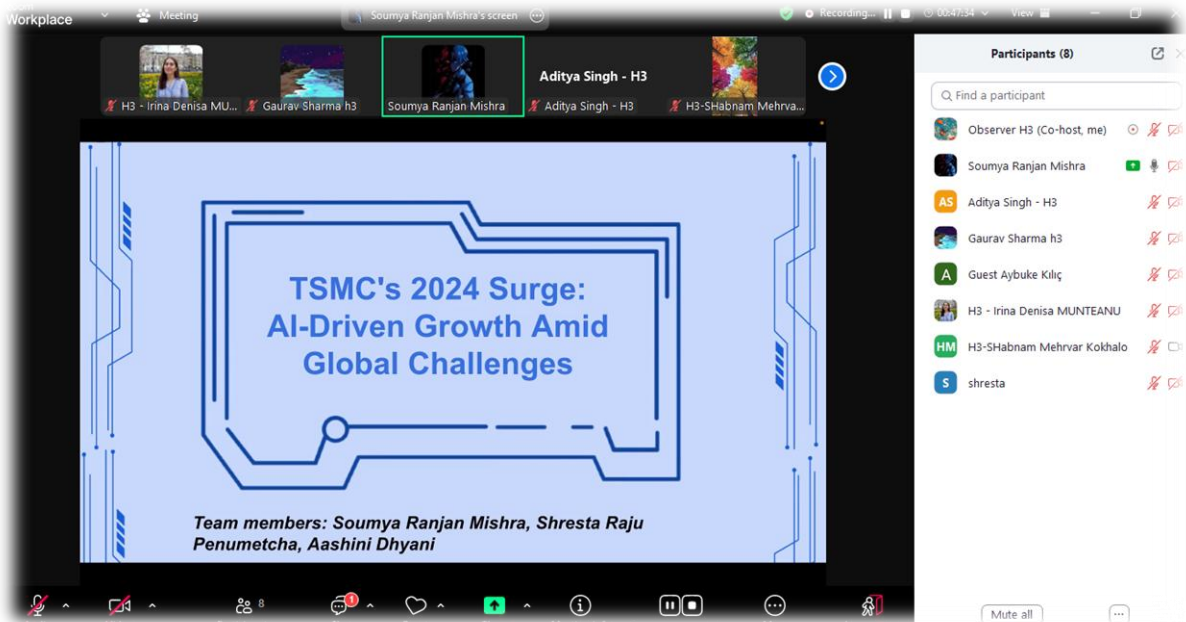 Workplace
Meeting
Soumya Ranjan Mishra's screen
Recording...
00:47:34
View
H3 - Irina Denisa MU...
Gaurav Sharma h3
Soumya Ranjan Mishra
Aditya Singh - H3
Aditya Singh - H3
H3-SHabnam Mehrva...
TSMC's 2024 Surge:
AI-Driven Growth Amid
Global Challenges
Team members: Soumya Ranjan Mishra, Shresta Raju
Penumetcha, Aashini Dhyani
8
1
Participants (8)
Find a participant
Observer H3 (Co-host, me)
Soumya Ranjan Mishra
AS Aditya Singh - H3
Gaurav Sharma h3
A Guest Aybuke Kılıç
H3 - Irina Denisa MUNTEANU
HM H3-SHabnam Mehrvar Kokhalo
S shresta
Mute all